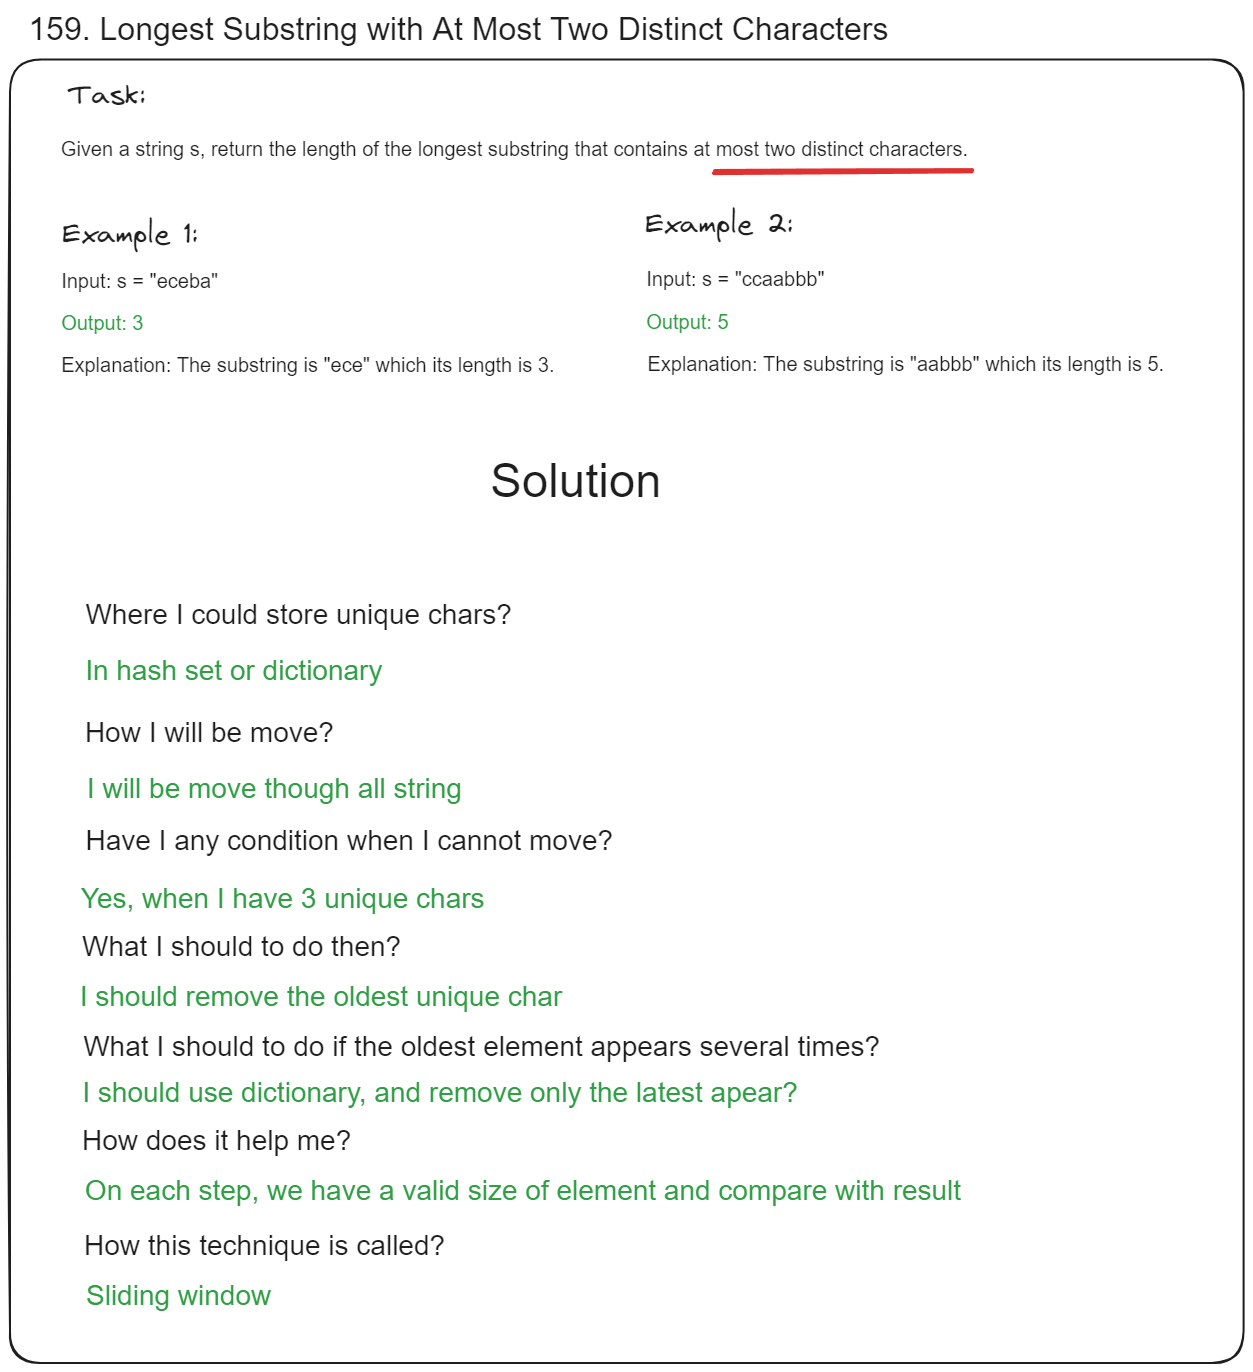 159. Longest Substring with At Most Two Distinct Characters
Task:
Given a string s, return the length of the longest substring that contains at most two distinct characters.
Example 1:
Input: s = "eceba"
Output: 3
Explanation: The substring is "ece" which its length is 3.
Example 2:
Input: s = "ccaabbb"
Output: 5
Explanation: The substring is "aabbb" which its length is 5.
Solution
Where I could store unique chars?
In hash set or dictionary
How I will be move?
I will be move though all string
Have I any condition when I cannot move?
Yes, when I have 3 unique chars
What I should to do then?
I should remove the oldest unique char
What I should to do if the oldest element appears several times?
I should use dictionary, and remove only the latest apear?
How does it help me?
On each step, we have a valid size of element and compare with result
How this technique is called?
Sliding window